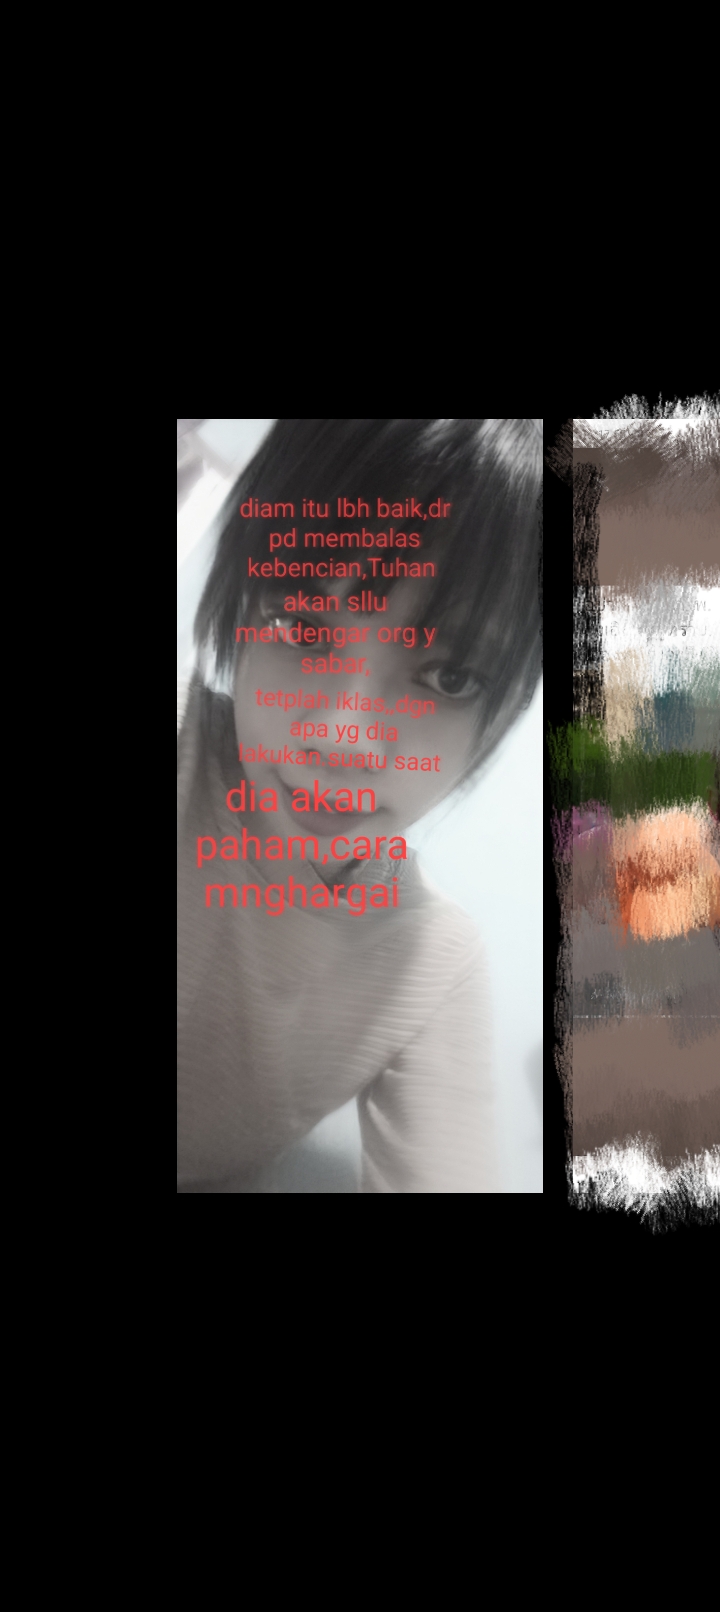 diam itu lbh baik,dr
pd membalas
kebencian,Tuhan
akan sllu
mendengar org y
sabar,
tetplah iklas,,dgn
apa yg dia
lakukan.suatu saat
dia akan
paham,cara
mnghargai